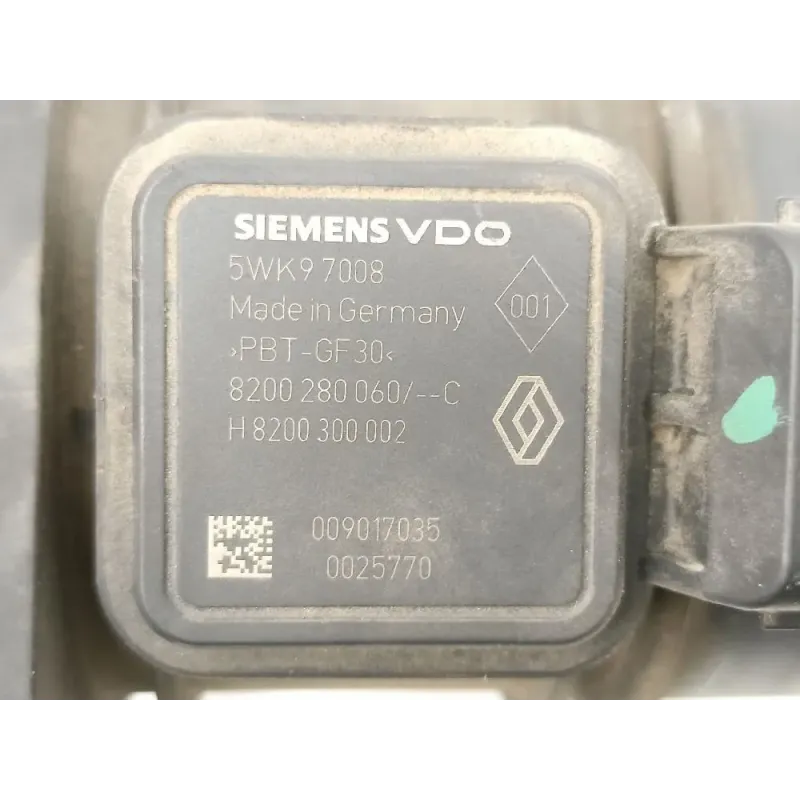 SIEMENS VDO
5WK9 7008
Made in Germany
001
›PBT-GF30‹
8200 280 060/--C
H 8200 300 002
009017035
0025770